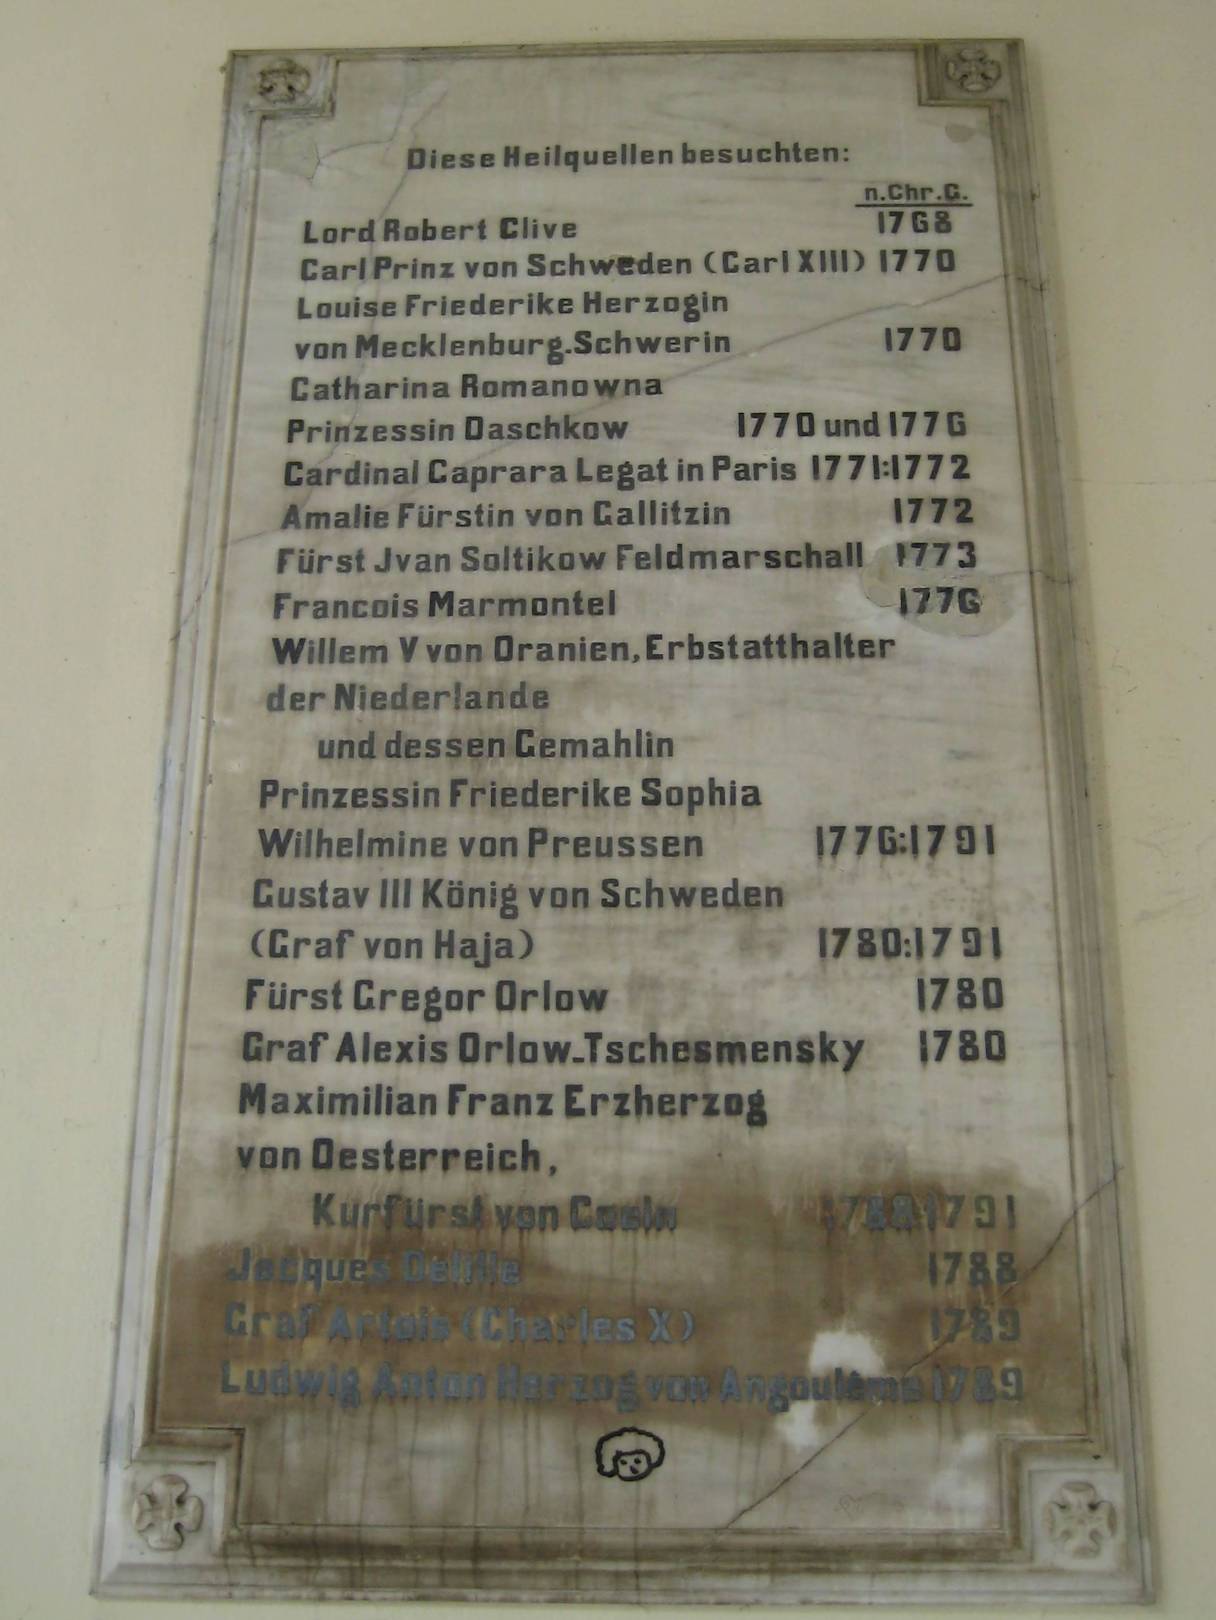 Diese Heilquellen besuchten:
n.Chr.G.
Lord Robert Clive 1768
Carl Prinz von Schweden (Carl XIII) 1770
Louise Friederike Herzogin
von Mecklenburg-Schwerin 1770
Catharina Romanowna
Prinzessin Daschkow 1770 und 1776
Cardinal Caprara Legat in Paris 1771:1772
Amalie Fürstin von Gallitzin 1772
Fürst Jvan Soltikow Feldmarschall 1773
Francois Marmontel 1776
Willem V von Oranien, Erbstatthalter
der Niederlande
und dessen Gemahlin
Prinzessin Friederike Sophia
Wilhelmine von Preussen 1776:1791
Gustav III König von Schweden
(Graf von Haja) 1780:1791
Fürst Gregor Orlow 1780
Graf Alexis Orlow-Tschesmensky 1780
Maximilian Franz Erzherzog
von Oesterreich,
Kurfürst von Coeln 1788:1791
Jacques Delille 1788
Graf Artois (Charles X) 1789
Ludwig Anton Herzog von Angoulême 1789